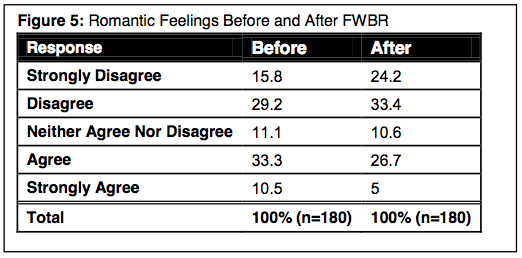 Figure 5: Romantic Feelings Before and After FWBR
Response Before After
Strongly Disagree 15.8 24.2
Disagree 29.2 33.4
Neither Agree Nor Disagree 11.1 10.6
Agree 33.3 26.7
Strongly Agree 10.5 5
Total 100% (n=180) 100% (n=180)